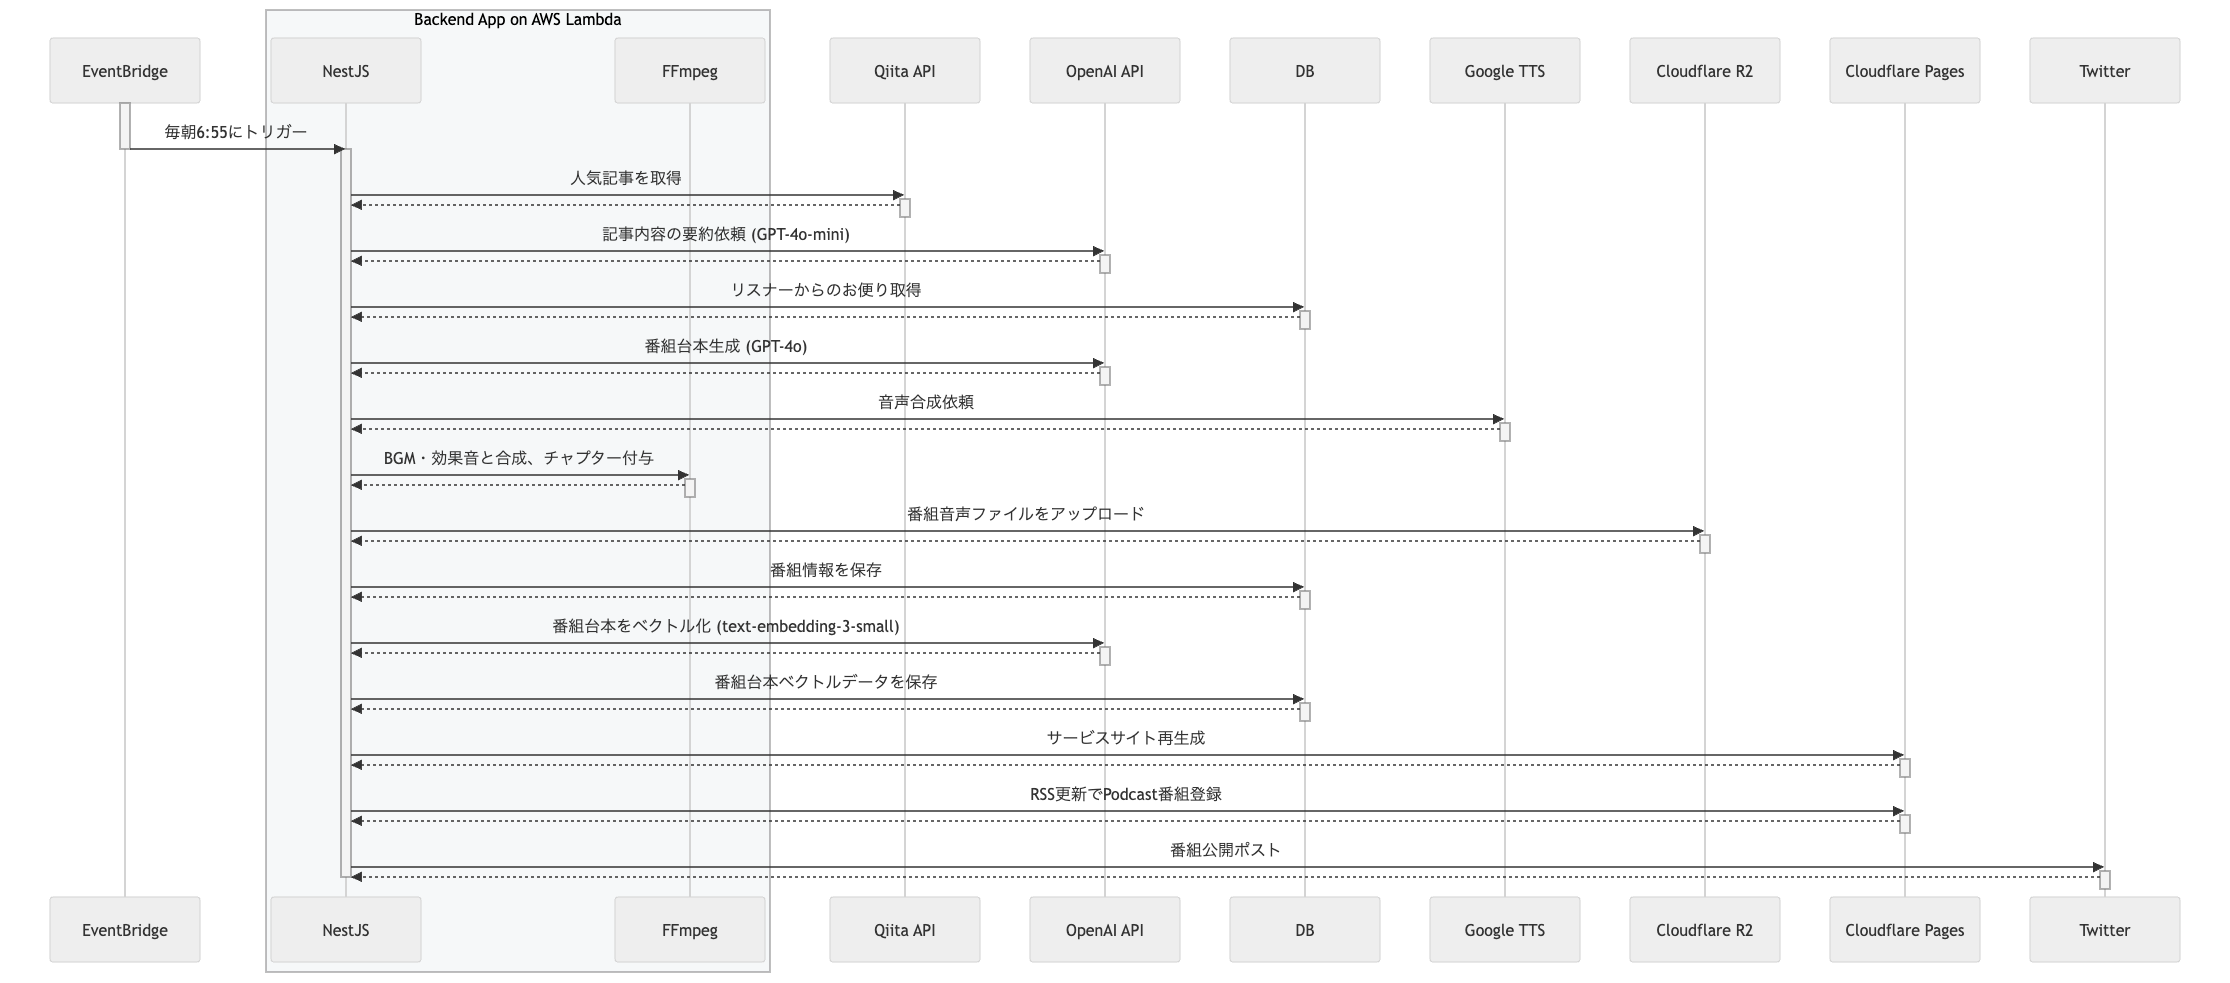 Backend App on AWS Lambda
EventBridge
NestJS
FFmpeg
Qiita API
OpenAI API
DB
Google TTS
Cloudflare R2
Cloudflare Pages
Twitter
毎朝6:55にトリガー
人気記事を取得
記事内容の要約依頼 (GPT-4o-mini)
リスナーからのお便り取得
番組台本生成 (GPT-4o)
音声合成依頼
BGM・効果音と合成、チャプター付与
番組音声ファイルをアップロード
番組情報を保存
番組台本をベクトル化 (text-embedding-3-small)
番組台本ベクトルデータを保存
サービスサイト再生成
RSS更新でPodcast番組登録
番組公開ポスト
EventBridge
NestJS
FFmpeg
Qiita API
OpenAI API
DB
Google TTS
Cloudflare R2
Cloudflare Pages
Twitter